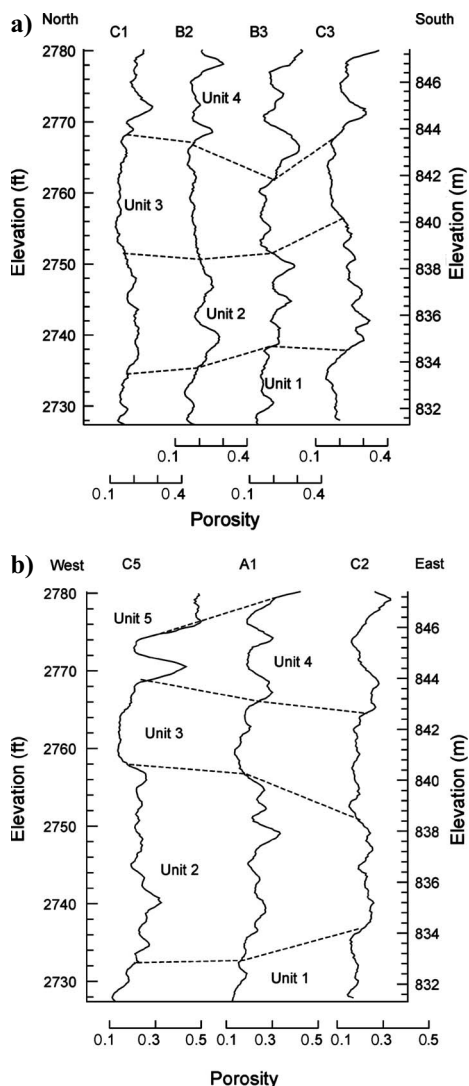 a) North C1 B2 B3 C3 South
2780
2770
2760
2750
2740
2730
Elevation (ft)
Unit 4
Unit 3
Unit 2
Unit 1
846
844
842
840
838
836
834
832
Elevation (m)
0.1 0.4 0.1 0.4
0.1 0.4 0.1 0.4
Porosity
b) West C5 A1 C2 East
2780
2770
2760
2750
2740
2730
Elevation (ft)
Unit 5
Unit 4
Unit 3
Unit 2
Unit 1
846
844
842
840
838
836
834
832
Elevation (m)
0.1 0.3 0.5 0.1 0.3 0.5 0.1 0.3 0.5
Porosity